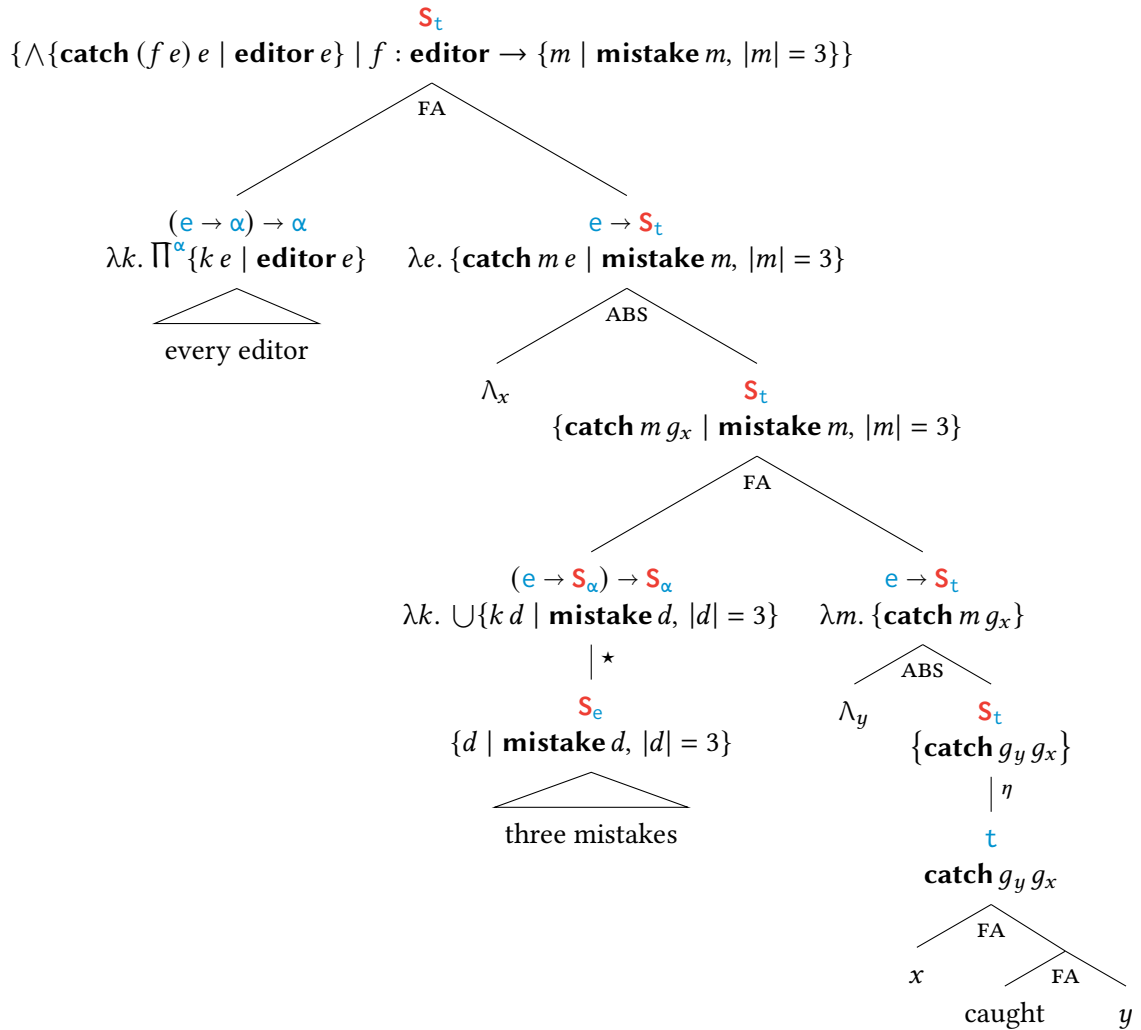 S_t
{⋀{catch (f e) e | editor e} | f : editor → {m | mistake m, |m| = 3}}
FA
(e → α) → α
e → S_t
λk. ∏^α{k e | editor e}
λe. {catch m e | mistake m, |m| = 3}
every editor
ABS
Λ_x
S_t
{catch m g_x | mistake m, |m| = 3}
FA
(e → S_α) → S_α
e → S_t
λk. ⋃{k d | mistake d, |d| = 3}
λm. {catch m g_x}
⋆
ABS
S_e
Λ_y
S_t
{d | mistake d, |d| = 3}
{catch g_y g_x}
η
three mistakes
t
catch g_y g_x
FA
x
FA
caught
y